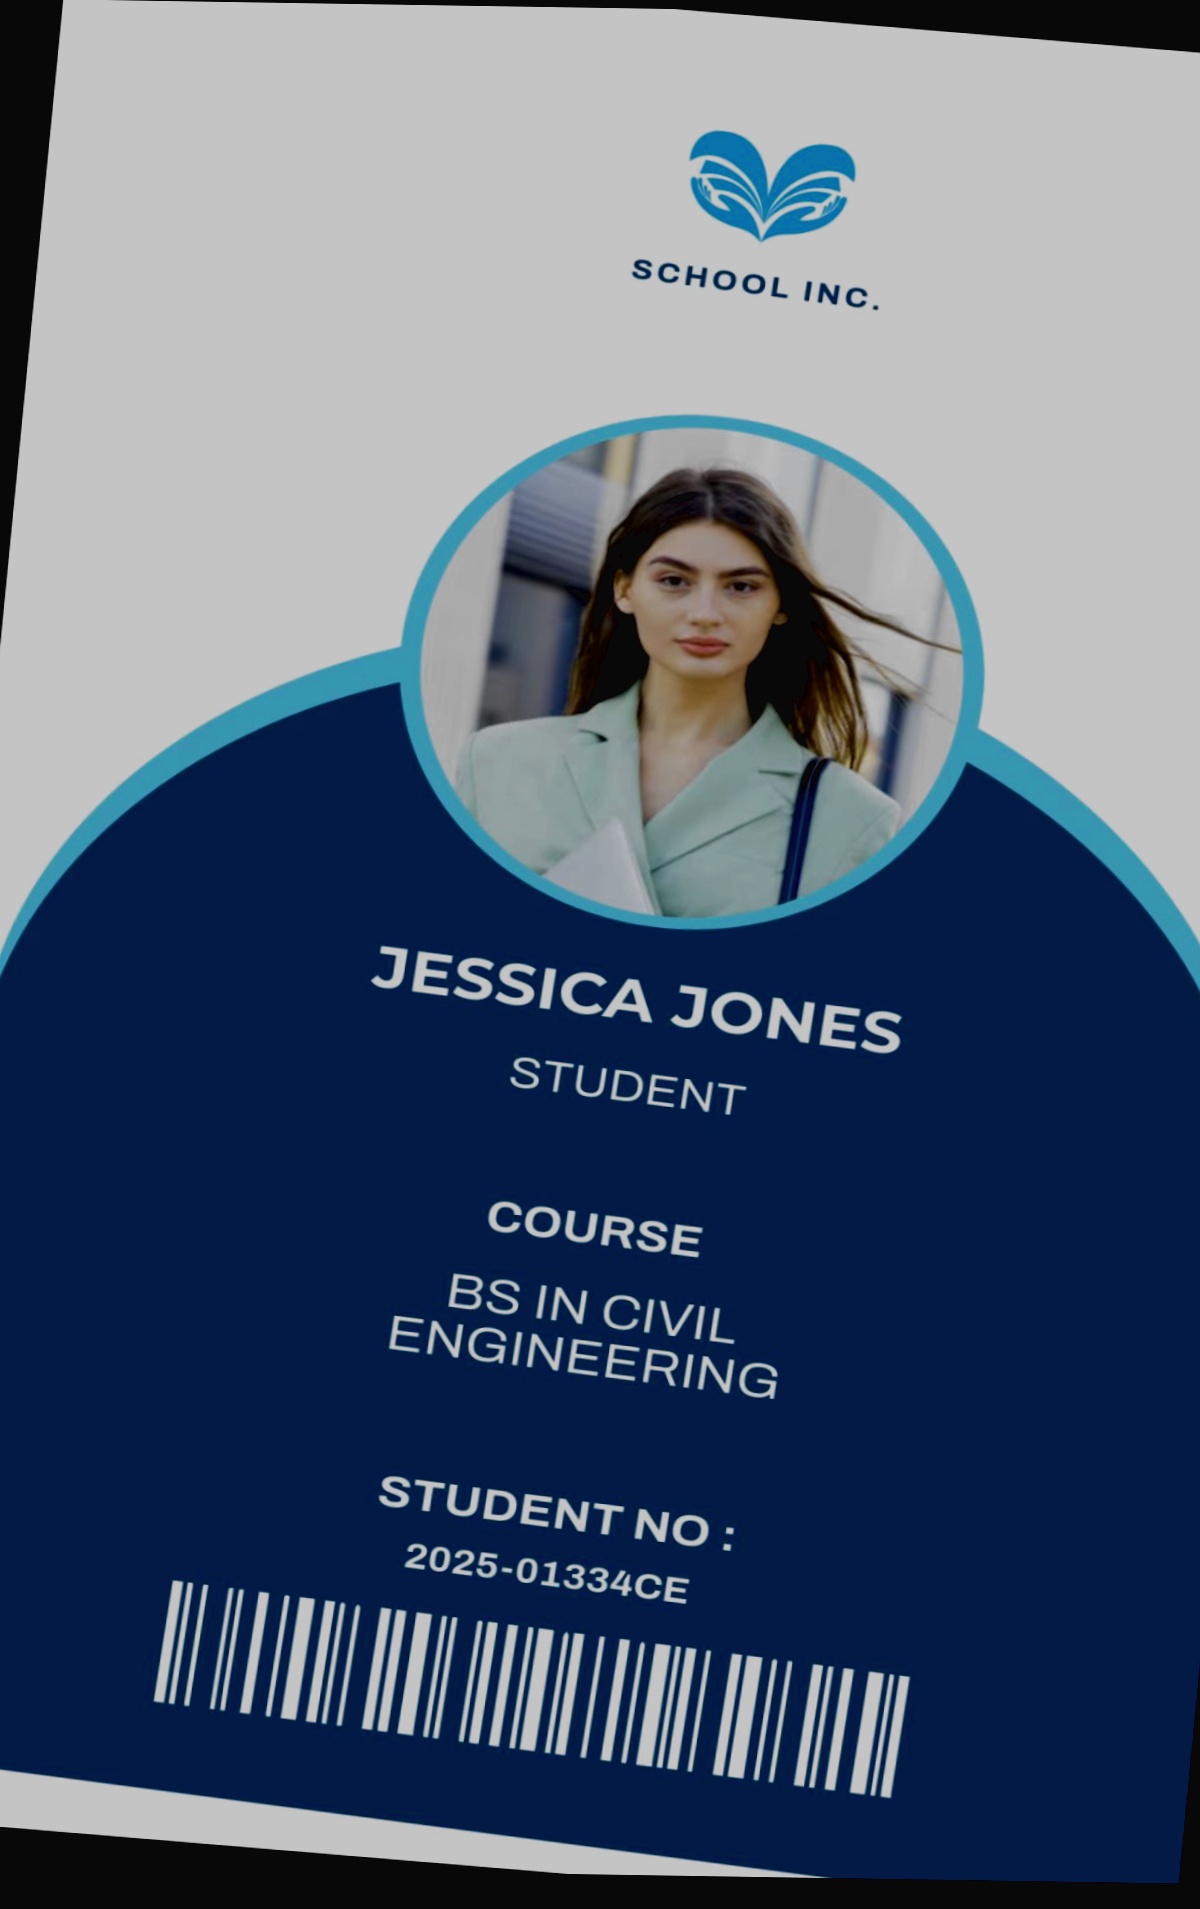 SCHOOL INC.
JESSICA JONES
STUDENT
COURSE
BS IN CIVIL
ENGINEERING
STUDENT NO :
2025-01334CE